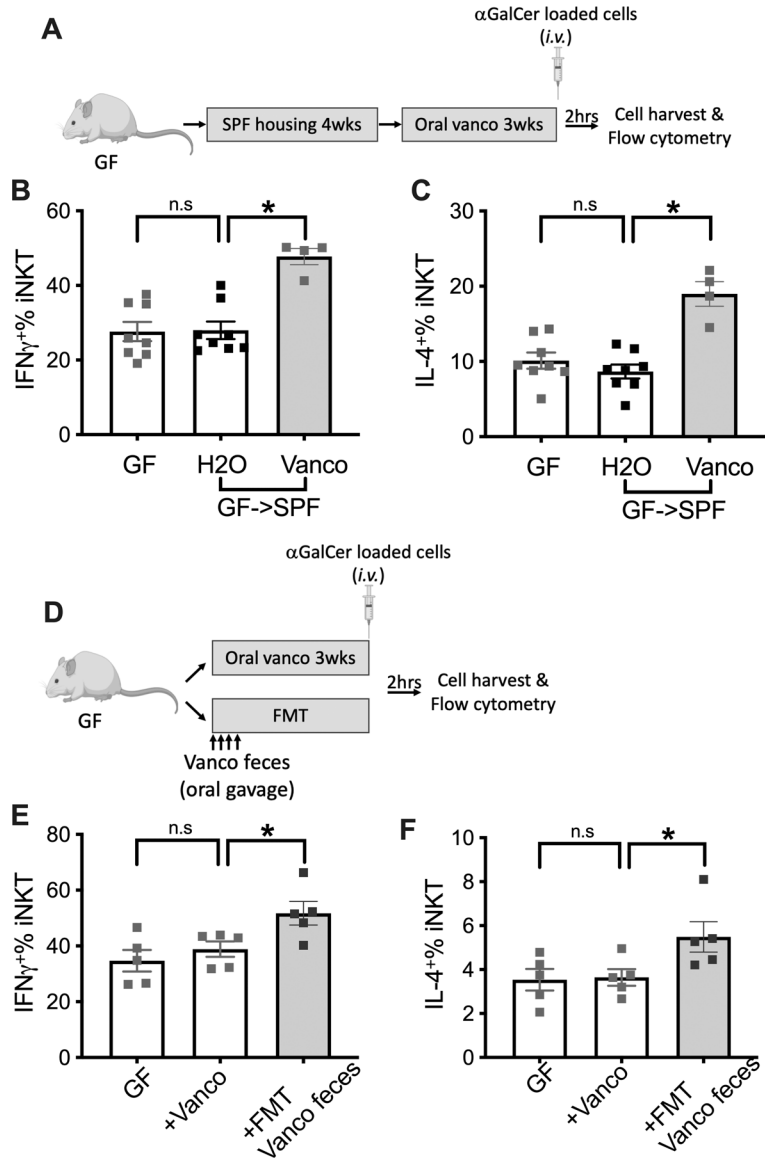 A
αGalCer loaded cells
(i.v.)
GF
SPF housing 4wks
Oral vanco 3wks
2hrs
Cell harvest &
Flow cytometry
B
IFNγ+% iNKT
60
40
20
0
n.s
*
GF
H2O
Vanco
GF->SPF
C
IL-4+% iNKT
30
20
10
0
n.s
*
GF
H2O
Vanco
GF->SPF
D
αGalCer loaded cells
(i.v.)
GF
Oral vanco 3wks
FMT
2hrs
Cell harvest &
Flow cytometry
Vanco feces
(oral gavage)
E
IFNγ+% iNKT
80
60
40
20
0
n.s
*
GF
+Vanco
+FMT
Vanco feces
F
IL-4+% iNKT
10
8
6
4
2
0
n.s
*
GF
+Vanco
+FMT
Vanco feces